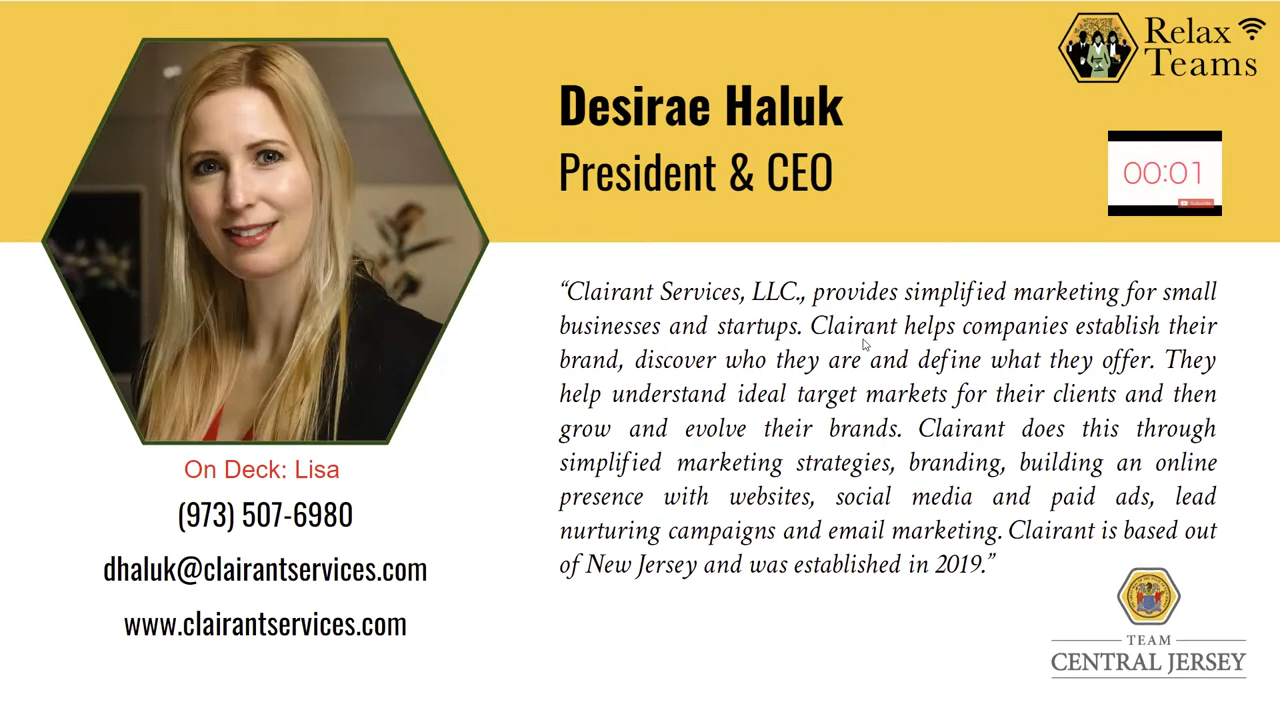 Relax
Teams
Desirae Haluk
President & CEO
00:01
“Clairant Services, LLC., provides simplified marketing for small
businesses and startups. Clairant helps companies establish their
brand, discover who they are and define what they offer. They
help understand ideal target markets for their clients and then
grow and evolve their brands. Clairant does this through
simplified marketing strategies, branding, building an online
presence with websites, social media and paid ads, lead
nurturing campaigns and email marketing. Clairant is based out
of New Jersey and was established in 2019.”
On Deck: Lisa
(973) 507-6980
dhaluk@clairantservices.com
www.clairantservices.com
TEAM
CENTRAL JERSEY